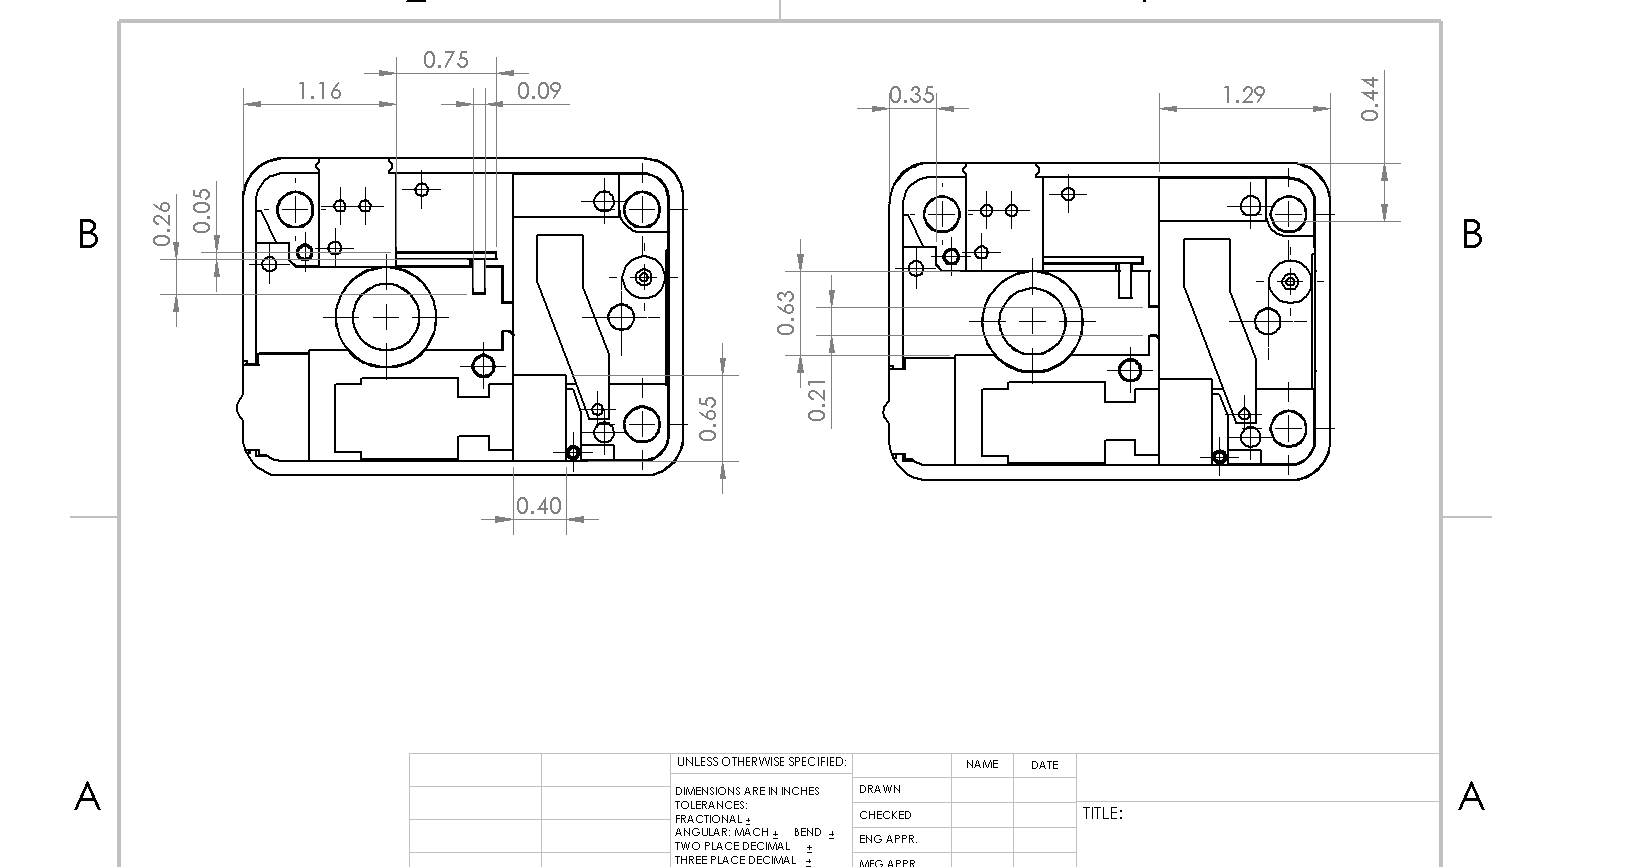 0.75
1.16
0.09
0.35
1.29
0.44
0.26
0.05
B
B
0.63
0.21
0.65
0.40
A
A
UNLESS OTHERWISE SPECIFIED:
NAME
DATE
DIMENSIONS ARE IN INCHES
TOLERANCES:
FRACTIONAL ±
ANGULAR: MACH ± BEND ±
TWO PLACE DECIMAL ±
THREE PLACE DECIMAL ±
DRAWN
CHECKED
ENG APPR.
MFG APPR.
TITLE: